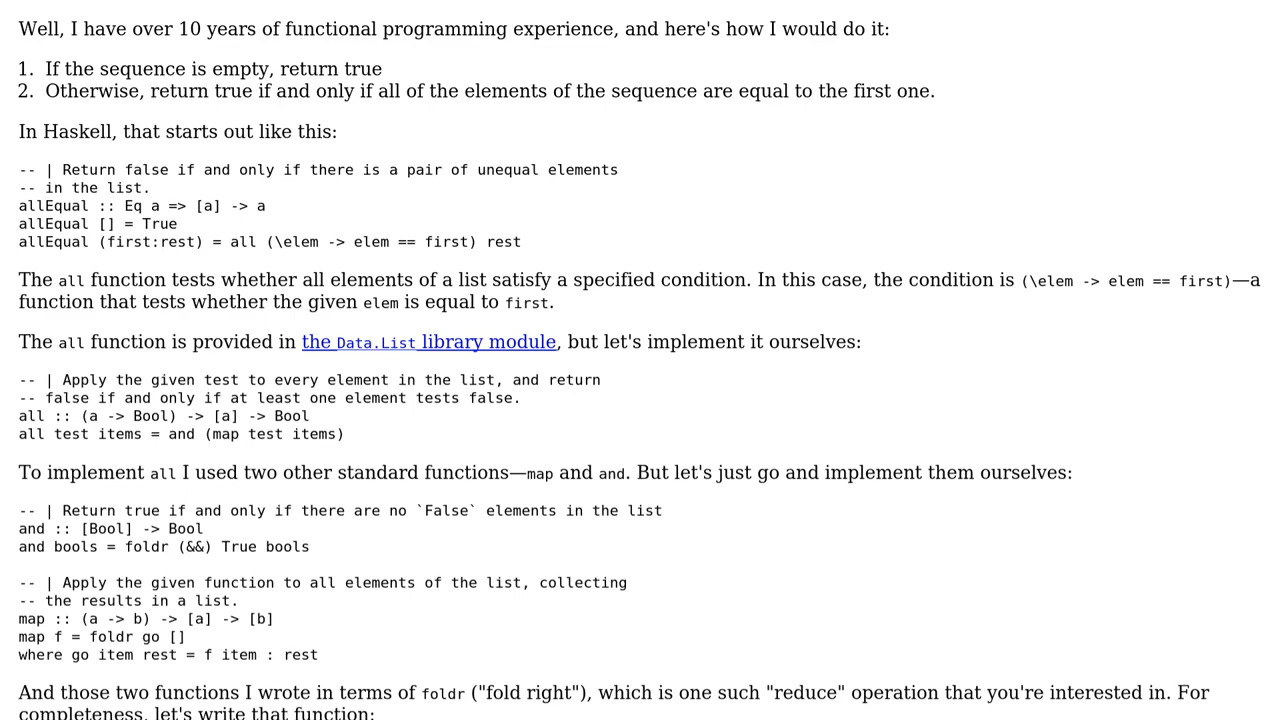 Well, I have over 10 years of functional programming experience, and here's how I would do it:
1. If the sequence is empty, return true
2. Otherwise, return true if and only if all of the elements of the sequence are equal to the first one.
In Haskell, that starts out like this:
-- | Return false if and only if there is a pair of unequal elements
-- in the list.
allEqual :: Eq a => [a] -> a
allEqual [] = True
allEqual (first:rest) = all (\elem -> elem == first) rest
The all function tests whether all elements of a list satisfy a specified condition. In this case, the condition is (\elem -> elem == first)—a
function that tests whether the given elem is equal to first.
The all function is provided in the Data.List library module, but let's implement it ourselves:
-- | Apply the given test to every element in the list, and return
-- false if and only if at least one element tests false.
all :: (a -> Bool) -> [a] -> Bool
all test items = and (map test items)
To implement all I used two other standard functions—map and and. But let's just go and implement them ourselves:
-- | Return true if and only if there are no `False` elements in the list
and :: [Bool] -> Bool
and bools = foldr (&&) True bools
-- | Apply the given function to all elements of the list, collecting
-- the results in a list.
map :: (a -> b) -> [a] -> [b]
map f = foldr go []
where go item rest = f item : rest
And those two functions I wrote in terms of foldr ("fold right"), which is one such "reduce" operation that you're interested in. For
completeness, let's write that function: